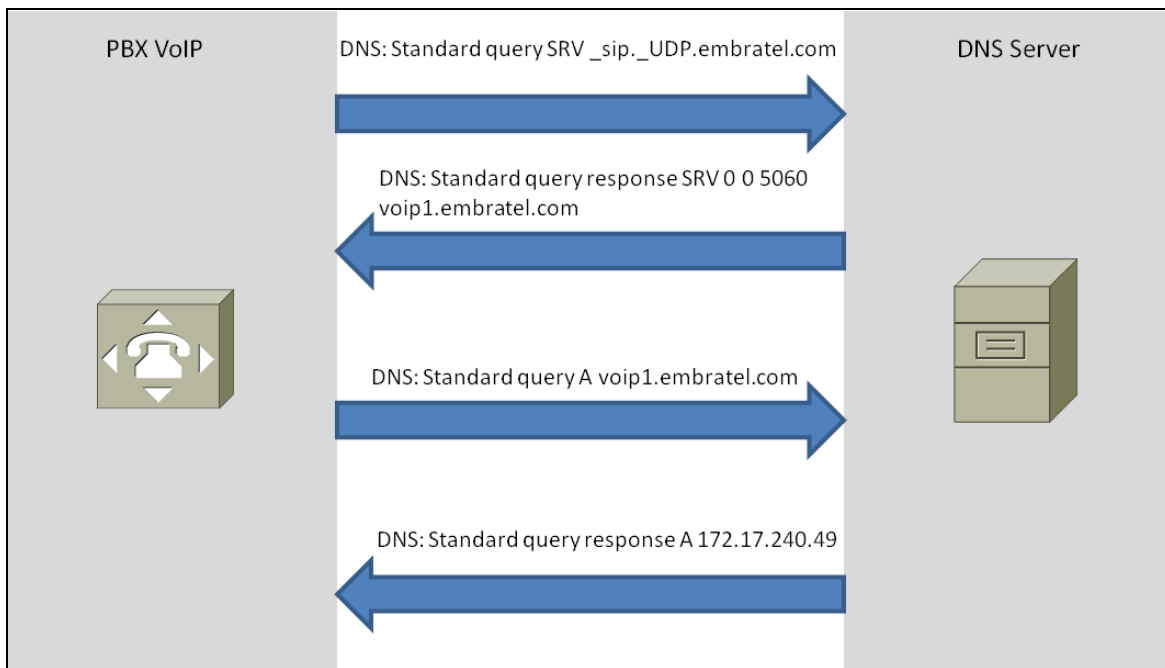 PBX VoIP
DNS: Standard query SRV _sip._UDP.embratel.com
DNS Server
DNS: Standard query response SRV 0 0 5060
voip1.embratel.com
DNS: Standard query A voip1.embratel.com
DNS: Standard query response A 172.17.240.49